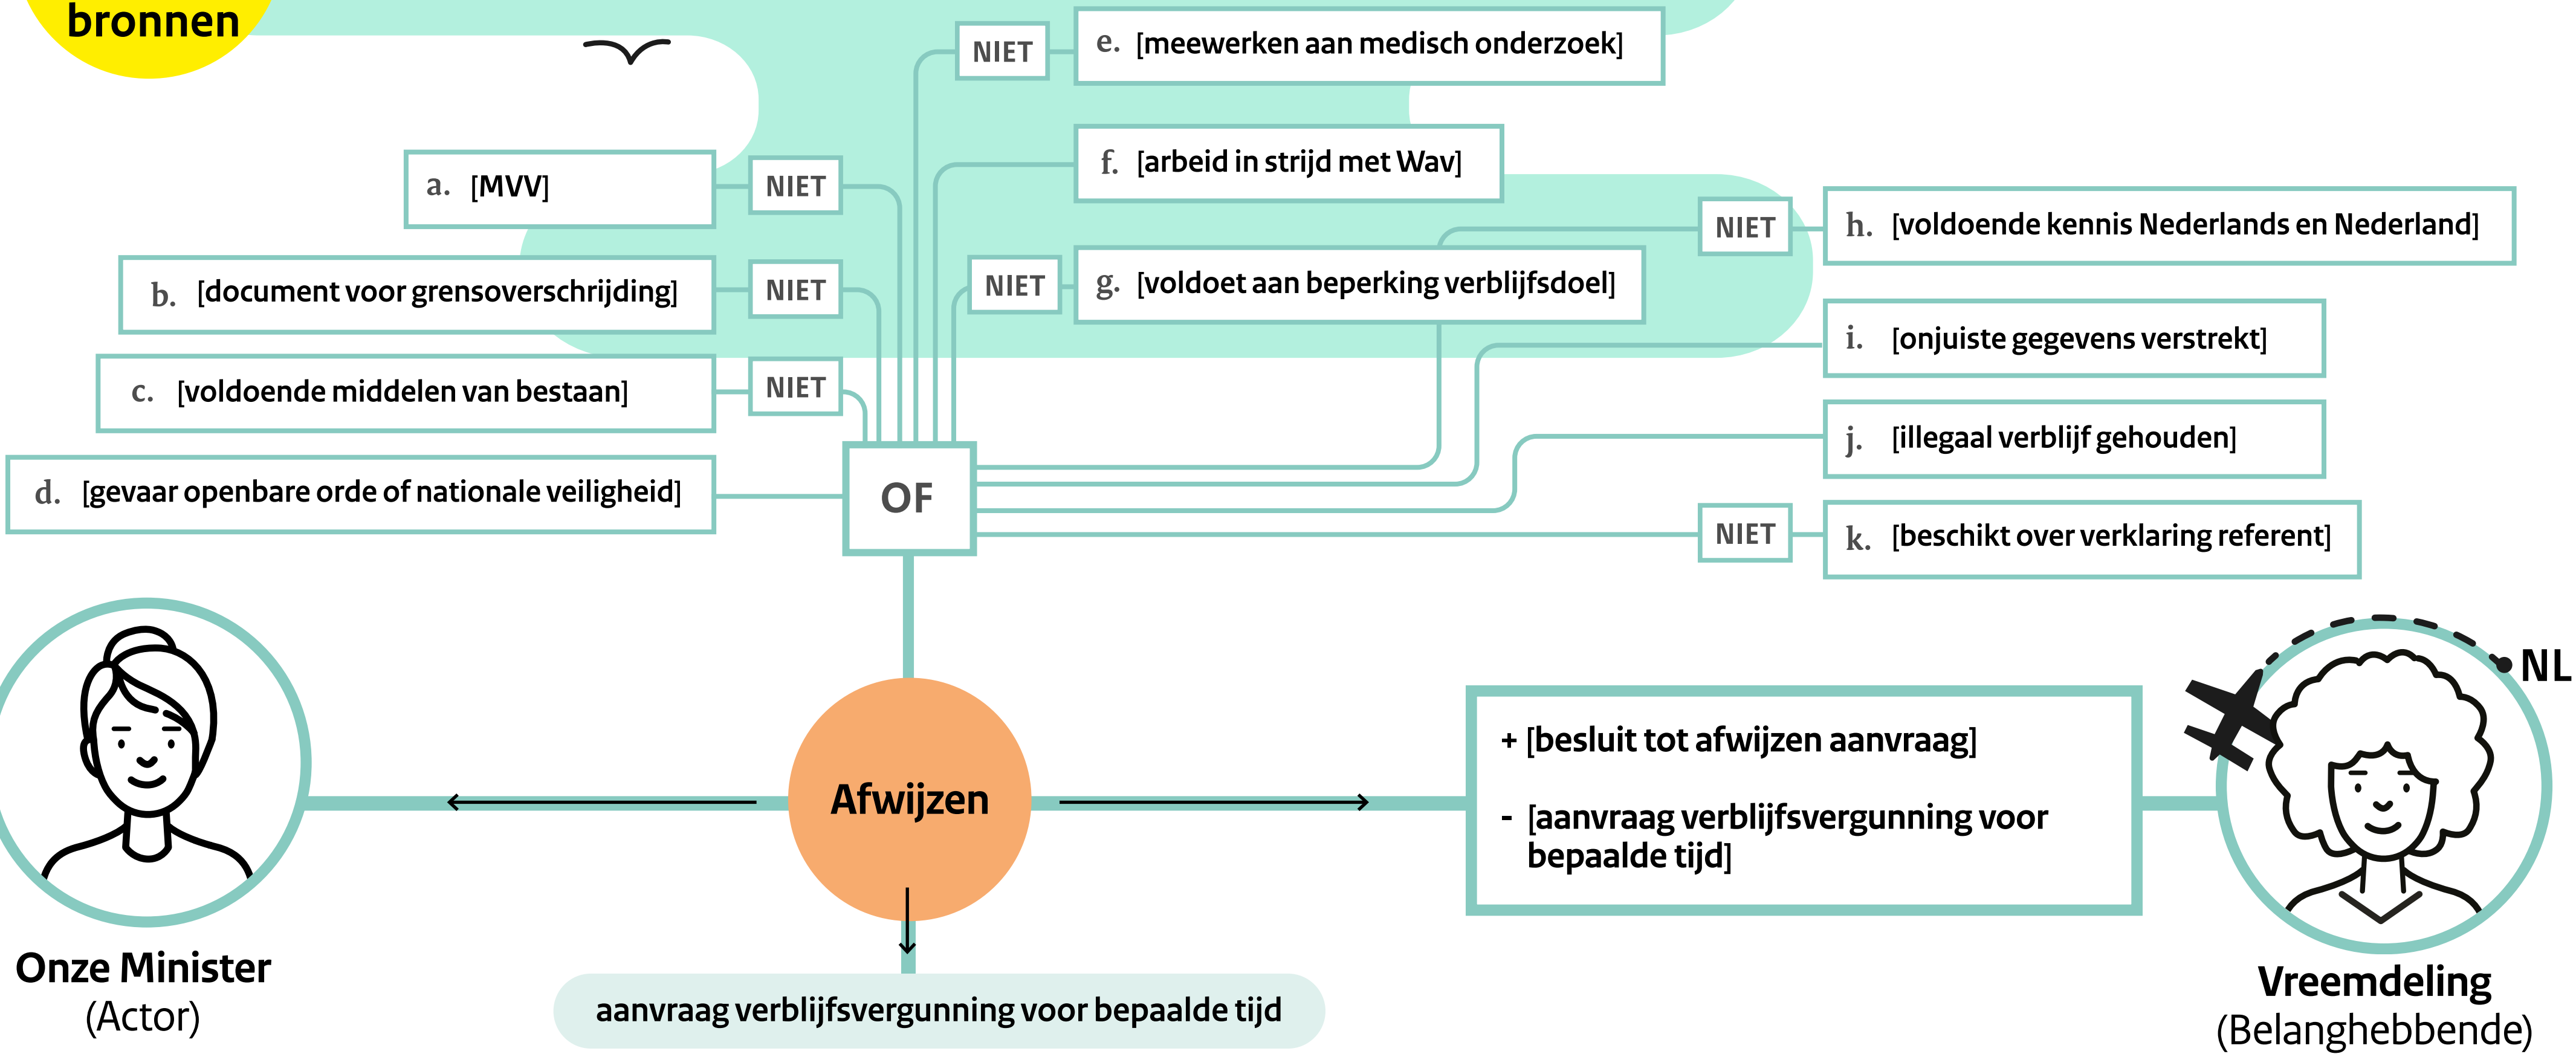 bronnen
NIET
e. [meewerken aan medisch onderzoek]
a. [MVV]
NIET
f. [arbeid in strijd met Wav]
NIET
h. [voldoende kennis Nederlands en Nederland]
b. [document voor grensoverschrijding]
NIET
NIET
g. [voldoet aan beperking verblijfsdoel]
i. [onjuiste gegevens verstrekt]
c. [voldoende middelen van bestaan]
NIET
j. [illegaal verblijf gehouden]
d. [gevaar openbare orde of nationale veiligheid]
OF
NIET
k. [beschikt over verklaring referent]
NL
Afwijzen
+ [besluit tot afwijzen aanvraag]
- [aanvraag verblijfsvergunning voor
bepaalde tijd]
Onze Minister
(Actor)
aanvraag verblijfsvergunning voor bepaalde tijd
Vreemdeling
(Belanghebbende)